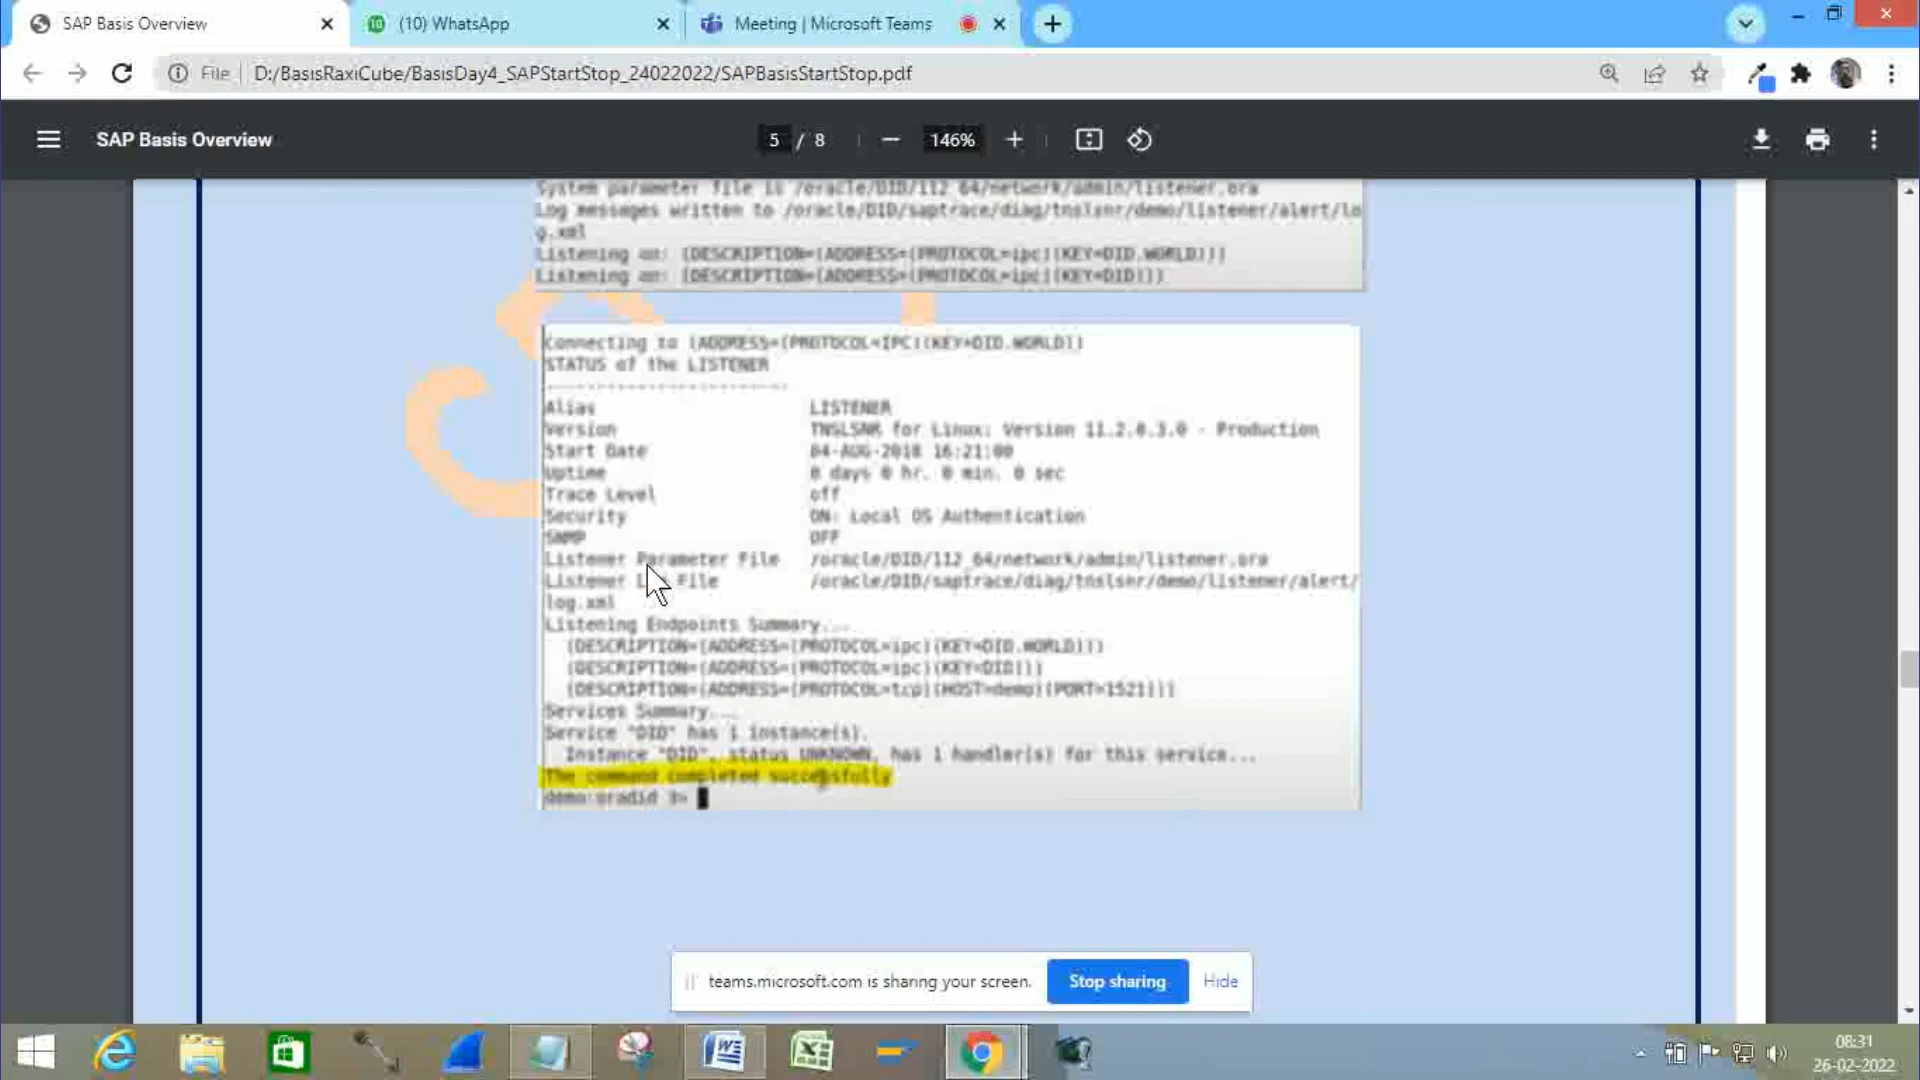 SAP Basis Overview
(10) WhatsApp
Meeting | Microsoft Teams
File
D:/BasisRaxiCube/BasisDay4_SAPStartStop_24022022/SAPBasisStartStop.pdf
SAP Basis Overview
5 / 8
146%
System parameter file is /oracle/DID/112_64/network/admin/listener.ora
Log messages written to /oracle/DID/saptrace/diag/tnslsnr/demo/listener/alert/lo
g.xml
Listening on: (DESCRIPTION=(ADDRESS=(PROTOCOL=ipc)(KEY=DID.WORLD)))
Listening on: (DESCRIPTION=(ADDRESS=(PROTOCOL=ipc)(KEY=DID)))
Connecting to (ADDRESS=(PROTOCOL=IPC)(KEY=DID.WORLD))
STATUS of the LISTENER
------------------------
Alias LISTENER
Version TNSLSNR for Linux: Version 11.2.0.3.0 - Production
Start Date 04-AUG-2018 16:21:00
Uptime 0 days 0 hr. 0 min. 0 sec
Trace Level off
Security ON: Local OS Authentication
SNMP OFF
Listener Parameter File /oracle/DID/112_64/network/admin/listener.ora
Listener File /oracle/DID/saptrace/diag/tnslsnr/demo/listener/alert/
log.xml
Listening Endpoints Summary...
(DESCRIPTION=(ADDRESS=(PROTOCOL=ipc)(KEY=DID.WORLD)))
(DESCRIPTION=(ADDRESS=(PROTOCOL=ipc)(KEY=DID)))
(DESCRIPTION=(ADDRESS=(PROTOCOL=tcp)(HOST=demo)(PORT=1521)))
Services Summary...
Service "DID" has 1 instance(s).
Instance "DID", status UNKNOWN, has 1 handler(s) for this service...
The command completed successfully
demo:oradid 3>
teams.microsoft.com is sharing your screen.
Stop sharing
Hide
08:31
26-02-2022